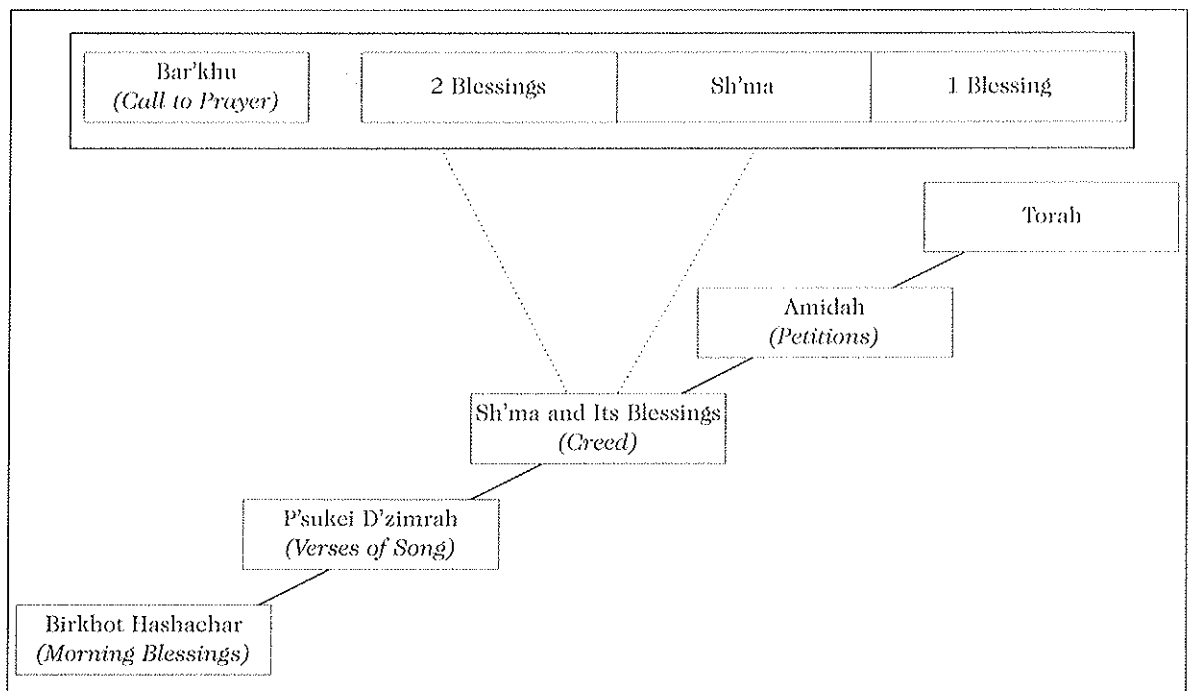 Bar'khu
(Call to Prayer)
2 Blessings
Sh'ma
1 Blessing
Torah
Amidah
(Petitions)
Sh'ma and Its Blessings
(Creed)
P'sukei D'zimrah
(Verses of Song)
Birkhot Hashachar
(Morning Blessings)